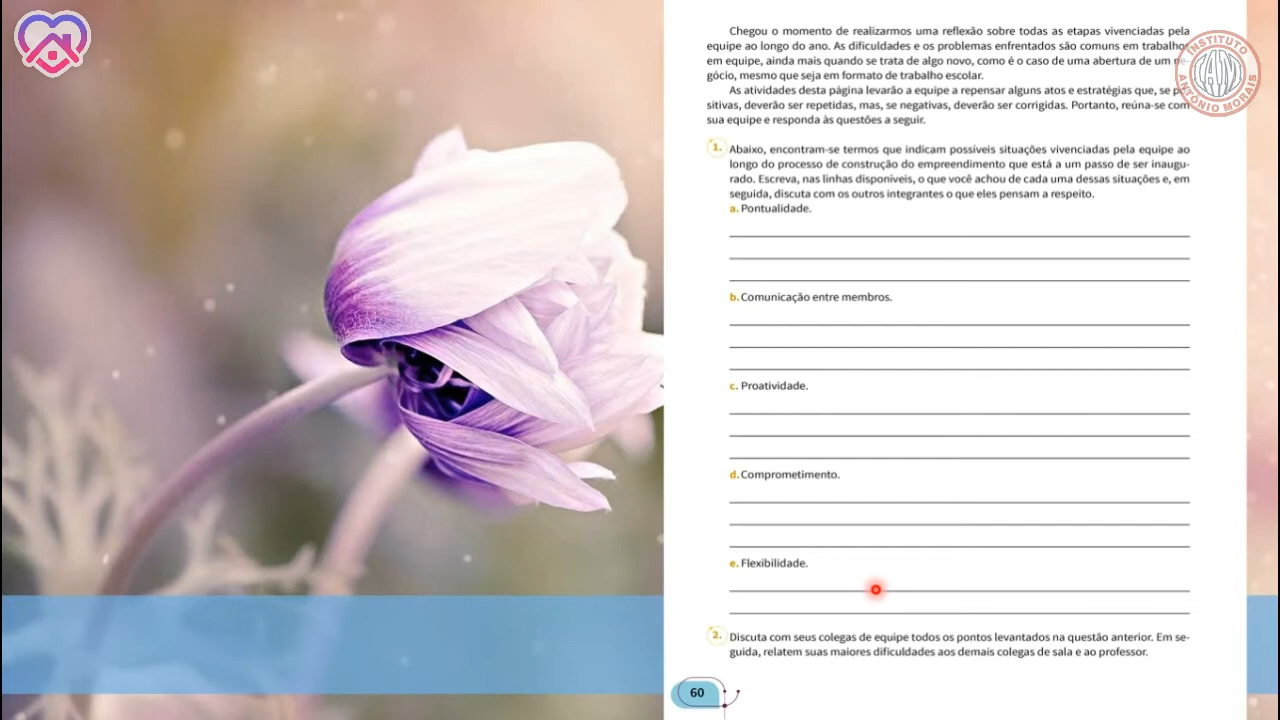 Chegou o momento de realizarmos uma reflexão sobre todas as etapas vivenciadas pela
equipe ao longo do ano. As dificuldades e os problemas enfrentados são comuns em trabalhos
em equipe, ainda mais quando se trata de algo novo, como é o caso de uma abertura de um ne-
gócio, mesmo que seja em formato de trabalho escolar.
As atividades desta página levarão a equipe a repensar alguns atos e estratégias que, se po-
sitivas, deverão ser repetidas, mas, se negativas, deverão ser corrigidas. Portanto, reúna-se com
sua equipe e responda às questões a seguir.
INSTITUTO
IAM
ANTÔNIO MORAIS
1. Abaixo, encontram-se termos que indicam possíveis situações vivenciadas pela equipe ao
longo do processo de construção do empreendimento que está a um passo de ser inaugu-
rado. Escreva, nas linhas disponíveis, o que você achou de cada uma dessas situações e, em
seguida, discuta com os outros integrantes o que eles pensam a respeito.
a. Pontualidade.
b. Comunicação entre membros.
c. Proatividade.
d. Comprometimento.
e. Flexibilidade.
2. Discuta com seus colegas de equipe todos os pontos levantados na questão anterior. Em se-
guida, relatem suas maiores dificuldades aos demais colegas de sala e ao professor.
60